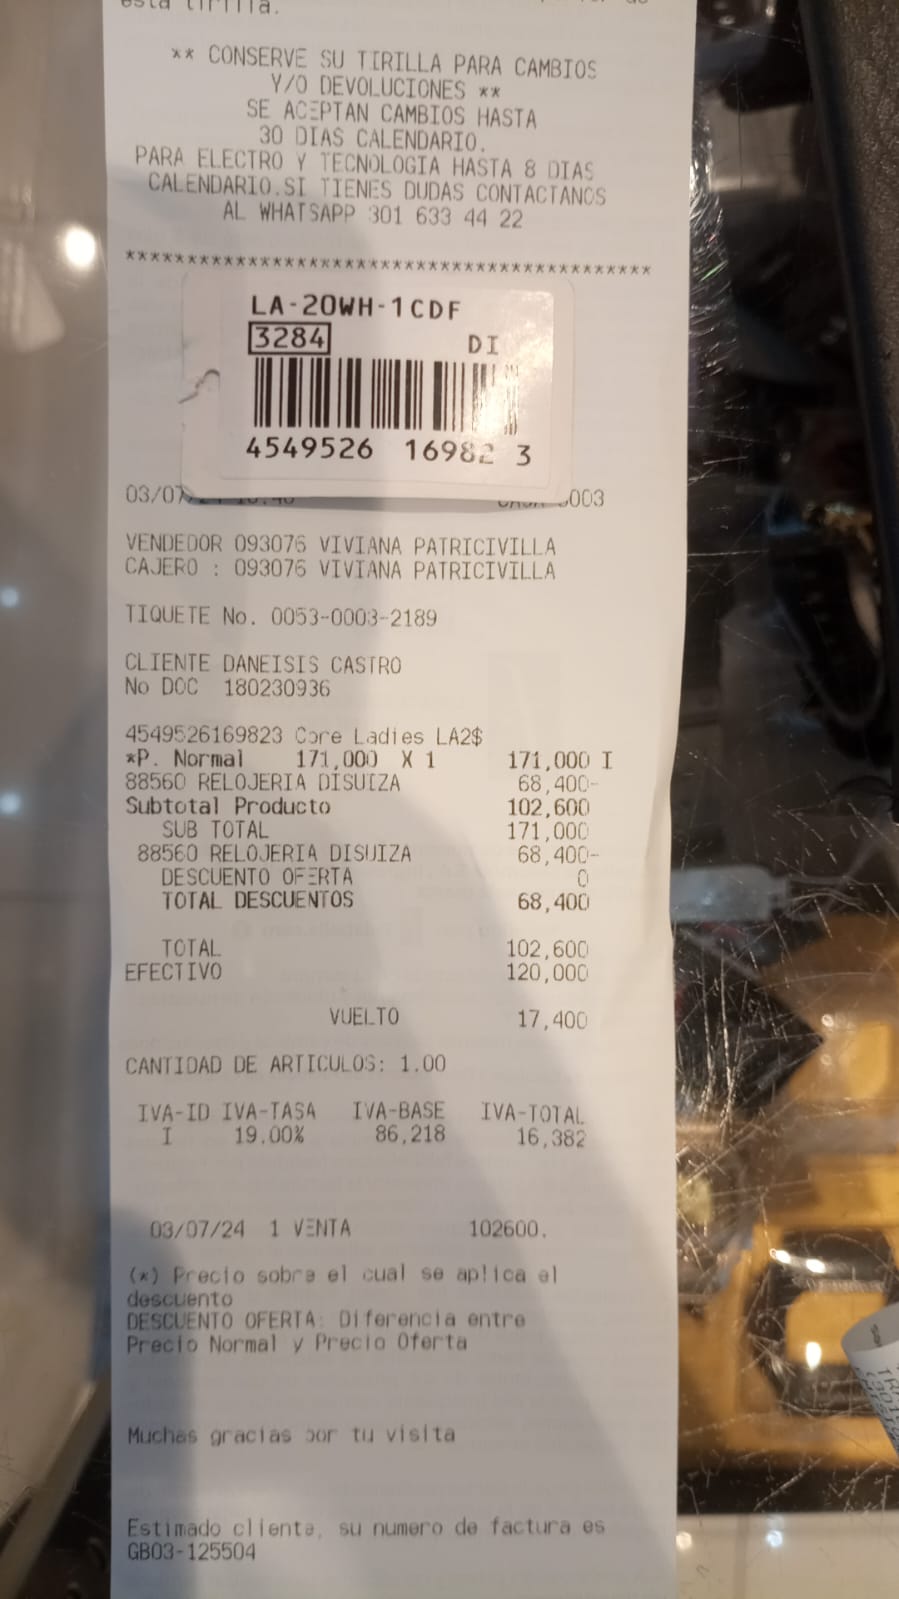 esta tirilla.
** CONSERVE SU TIRILLA PARA CAMBIOS
Y/O DEVOLUCIONES **
SE ACEPTAN CAMBIOS HASTA
30 DIAS CALENDARIO.
PARA ELECTRO Y TECNOLOGIA HASTA 8 DIAS
CALENDARIO.SI TIENES DUDAS CONTACTANOS
AL WHATSAPP 301 633 44 22
*******************************************
LA-20WH-1CDF
3284 DI
4549526 169823
03/07/24 0003
VENDEDOR 093076 VIVIANA PATRICIVILLA
CAJERO : 093076 VIVIANA PATRICIVILLA
TIQUETE No. 0053-0003-2189
CLIENTE DANEISIS CASTRO
No DOC 180230936
4549526169823 Core Ladies LA2$
*P. Normal 171,000 X 1 171,000 I
88560 RELOJERIA DISUIZA 68,400-
Subtotal Producto 102,600
SUB TOTAL 171,000
88560 RELOJERIA DISUIZA 68,400-
DESCUENTO OFERTA 0
TOTAL DESCUENTOS 68,400
TOTAL 102,600
EFECTIVO 120,000
VUELTO 17,400
CANTIDAD DE ARTICULOS: 1.00
IVA-ID IVA-TASA IVA-BASE IVA-TOTAL
I 19.00% 86,218 16,382
03/07/24 1 VENTA 102600.
(*) Precio sobre el cual se aplica el
descuento
DESCUENTO OFERTA: Diferencia entre
Precio Normal y Precio Oferta
Muchas gracias por tu visita
Estimado cliente, su numero de factura es
GB03-125504